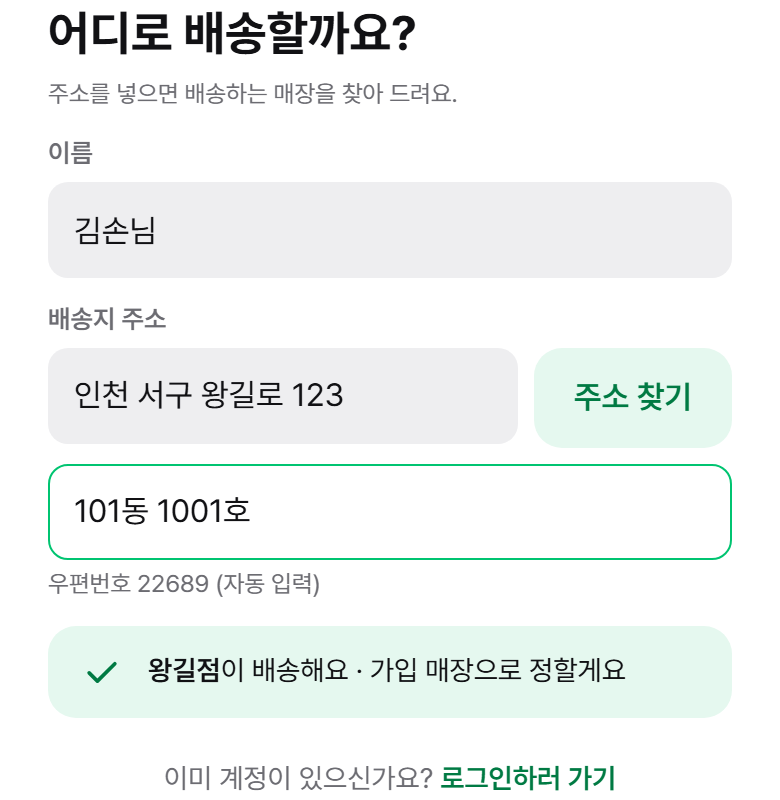 어디로 배송할까요?
주소를 넣으면 배송하는 매장을 찾아 드려요.
이름
김손님
배송지 주소
인천 서구 왕길로 123
주소 찾기
101동 1001호
우편번호 22689 (자동 입력)
왕길점이 배송해요 · 가입 매장으로 정할게요
이미 계정이 있으신가요? 로그인하러 가기